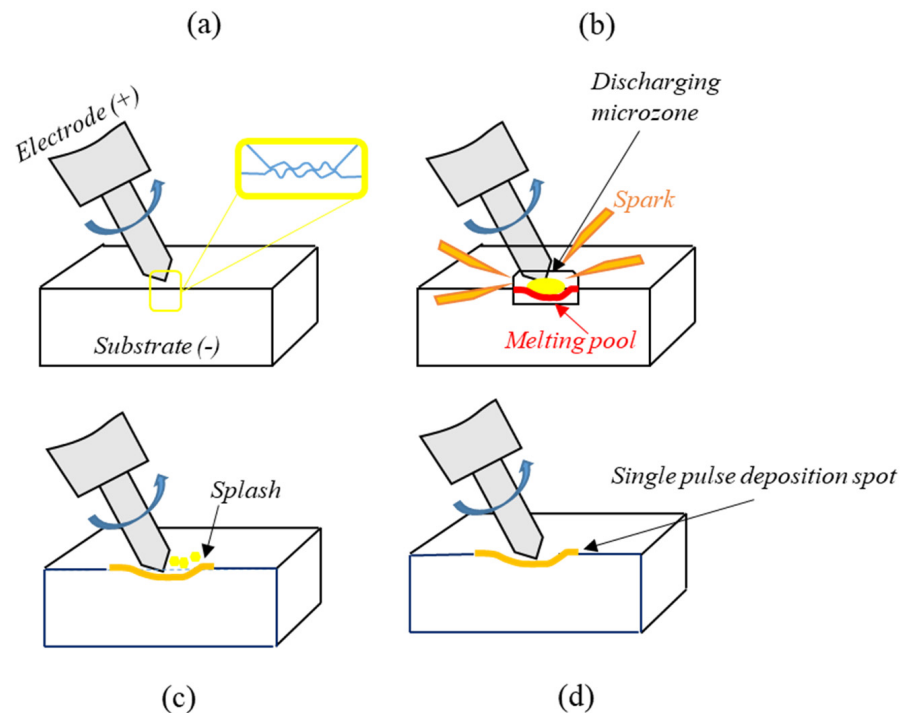 (a)
(b)
Electrode (+)
Discharging
microzone
Spark
Substrate (-)
Melting pool
Splash
Single pulse deposition spot
(c)
(d)